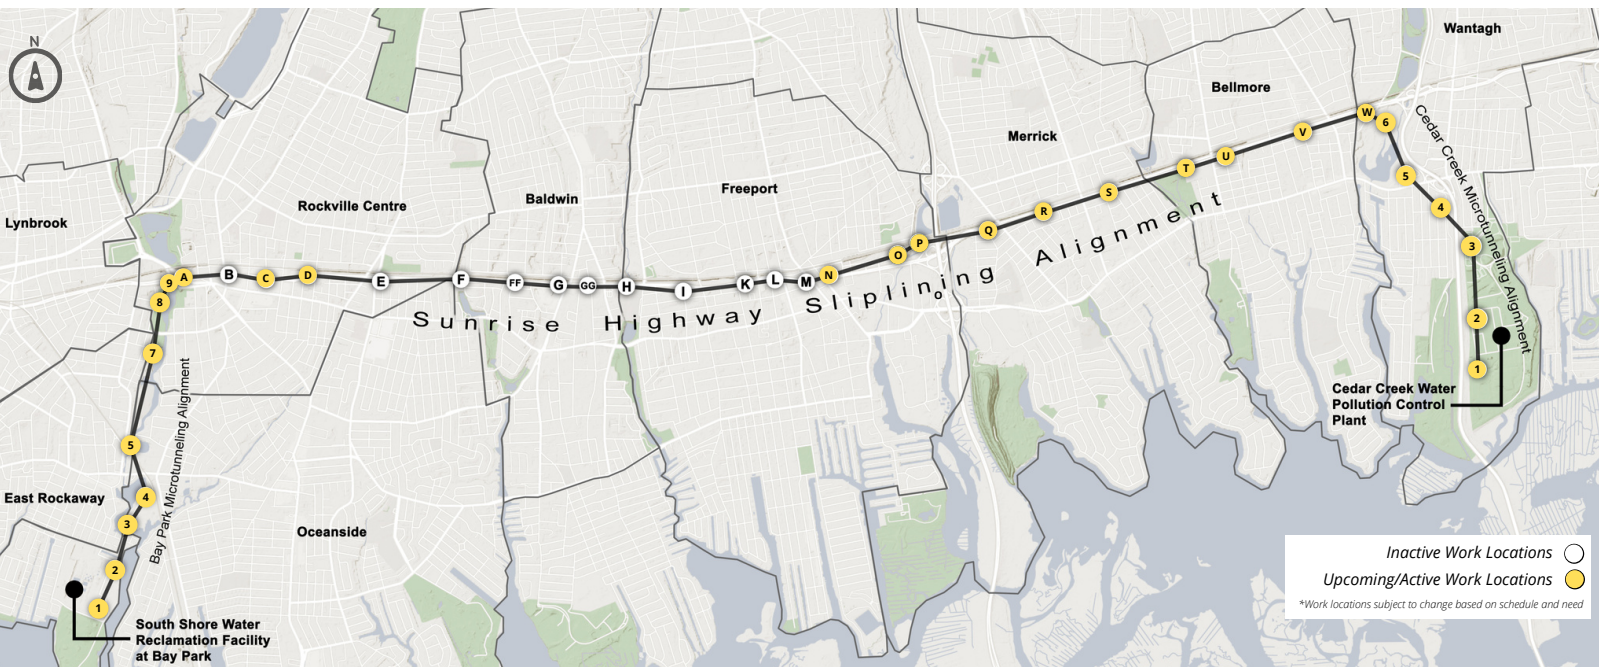 N
Wantagh
Bellmore
Merrick
Freeport
Baldwin
Rockville Centre
Lynbrook
East Rockaway
Oceanside
9
A
B
C
D
E
F
FF
G
GG
H
I
K
L
M
N
O
P
Q
R
S
T
U
V
W
6
5
4
3
2
1
8
7
5
4
3
2
1
Sunrise Highway Sliplining Alignment
o
Cedar Creek Microtunneling Alignment
Bay Park Microtunneling Alignment
Cedar Creek Water
Pollution Control
Plant
South Shore Water
Reclamation Facility
at Bay Park
Inactive Work Locations
Upcoming/Active Work Locations
*Work locations subject to change based on schedule and need